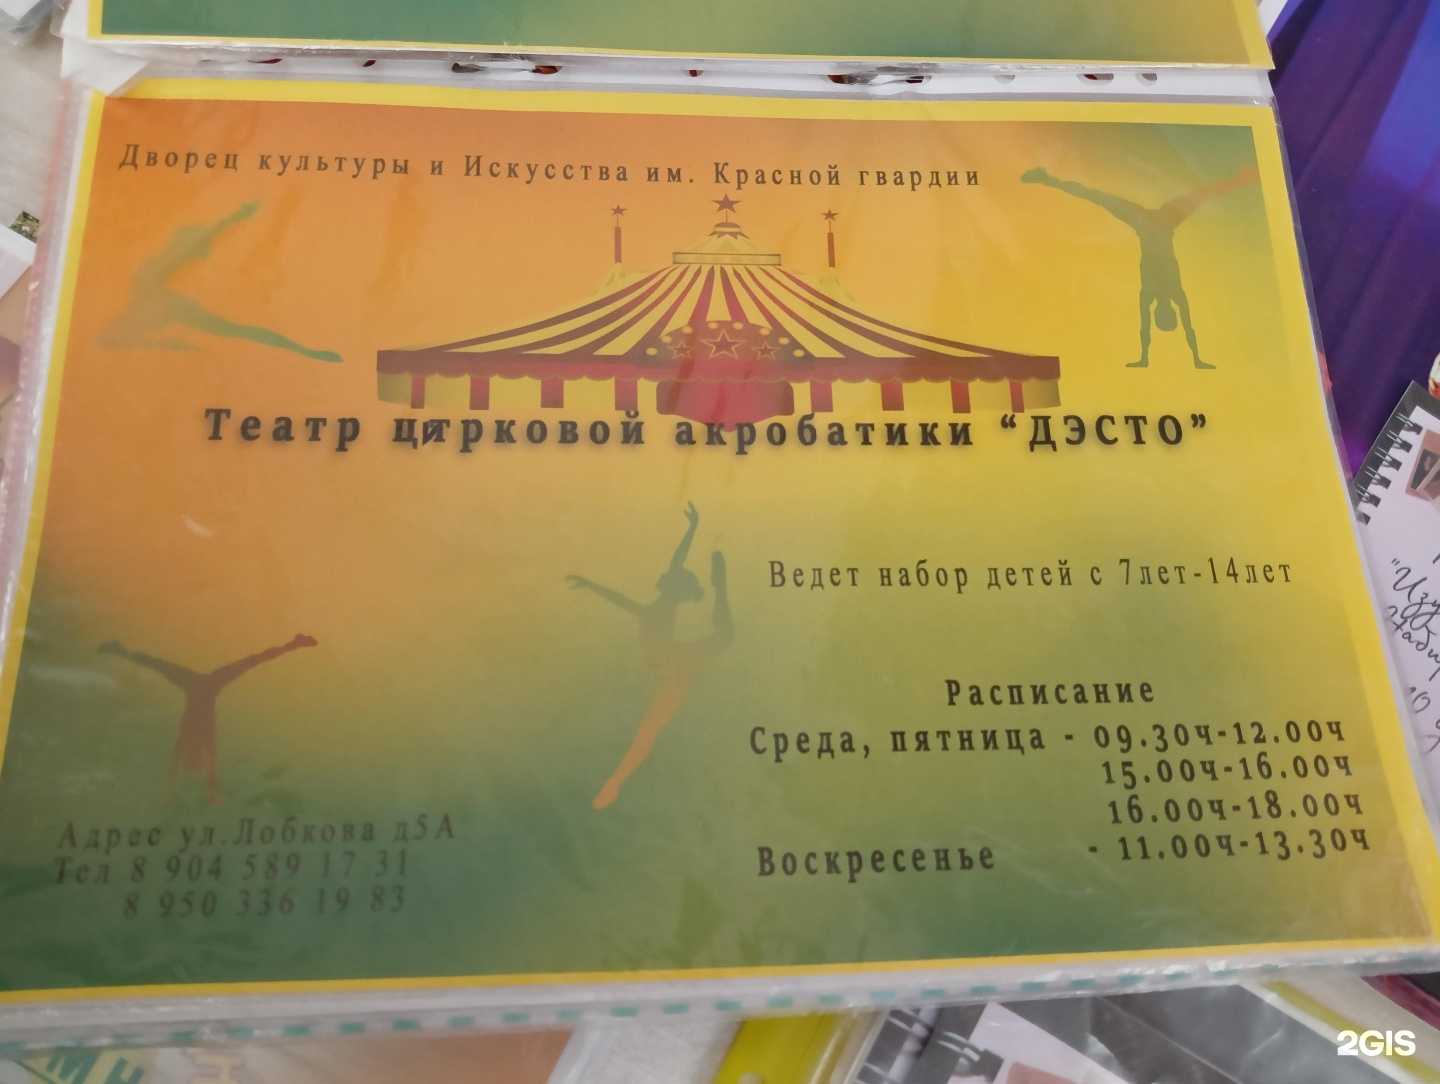 Дворец культуры и Искусства им. Красной гвардии
Театр цирковой акробатики “ДЭСТО”
Ведет набор детей с 7лет-14лет
Расписание
Среда, пятница - 09.30ч-12.00ч
15.00ч-16.00ч
16.00ч-18.00ч
Воскресенье - 11.00ч-13.30ч
Адрес ул.Лобкова д5А
Тел 8 904 589 17 31
8 950 336 19 83
2GIS